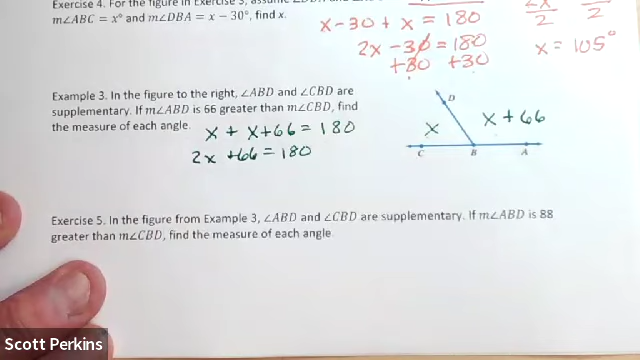 Exercise 4. For the figure in Exercise 3, assume
m∠ABC = x° and m∠DBA = x − 30°, find x.
x − 30 + x = 180
2x − 30 = 180
+30 +30
2x
2 2
x = 105°
Example 3. In the figure to the right, ∠ABD and ∠CBD are
supplementary. If m∠ABD is 66 greater than m∠CBD, find
the measure of each angle.
x + x+66 = 180
2x +66 = 180
D
x x+66
C B A
Exercise 5. In the figure from Example 3, ∠ABD and ∠CBD are supplementary. If m∠ABD is 88
greater than m∠CBD, find the measure of each angle
Scott Perkins